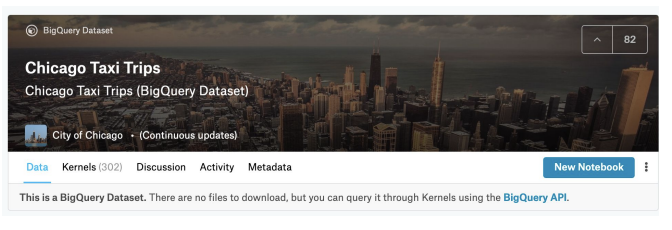 BigQuery Dataset
82
Chicago Taxi Trips
Chicago Taxi Trips (BigQuery Dataset)
City of Chicago • (Continuous updates)
Data Kernels (302) Discussion Activity Metadata New Notebook
This is a BigQuery Dataset. There are no files to download, but you can query it through Kernels using the BigQuery API.